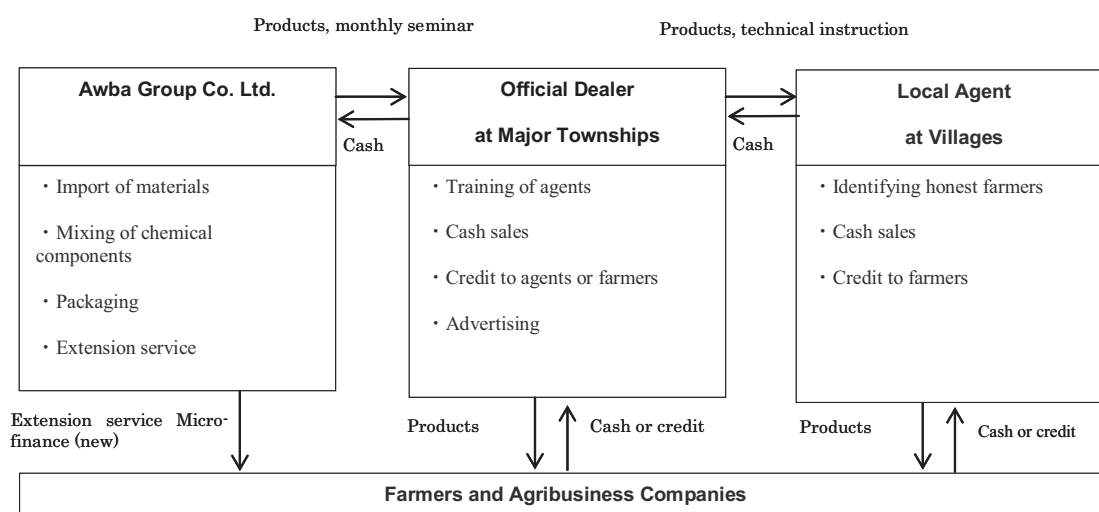 Products, monthly seminar
Products, technical instruction
Awba Group Co. Ltd.
Official Dealer
at Major Townships
Local Agent
at Villages
Cash
Cash
・Import of materials
・Mixing of chemical
components
・Packaging
・Extension service
・Training of agents
・Cash sales
・Credit to agents or farmers
・Advertising
・Identifying honest farmers
・Cash sales
・Credit to farmers
Extension service Micro-
finance (new)
Products
Cash or credit
Products
Cash or credit
Farmers and Agribusiness Companies